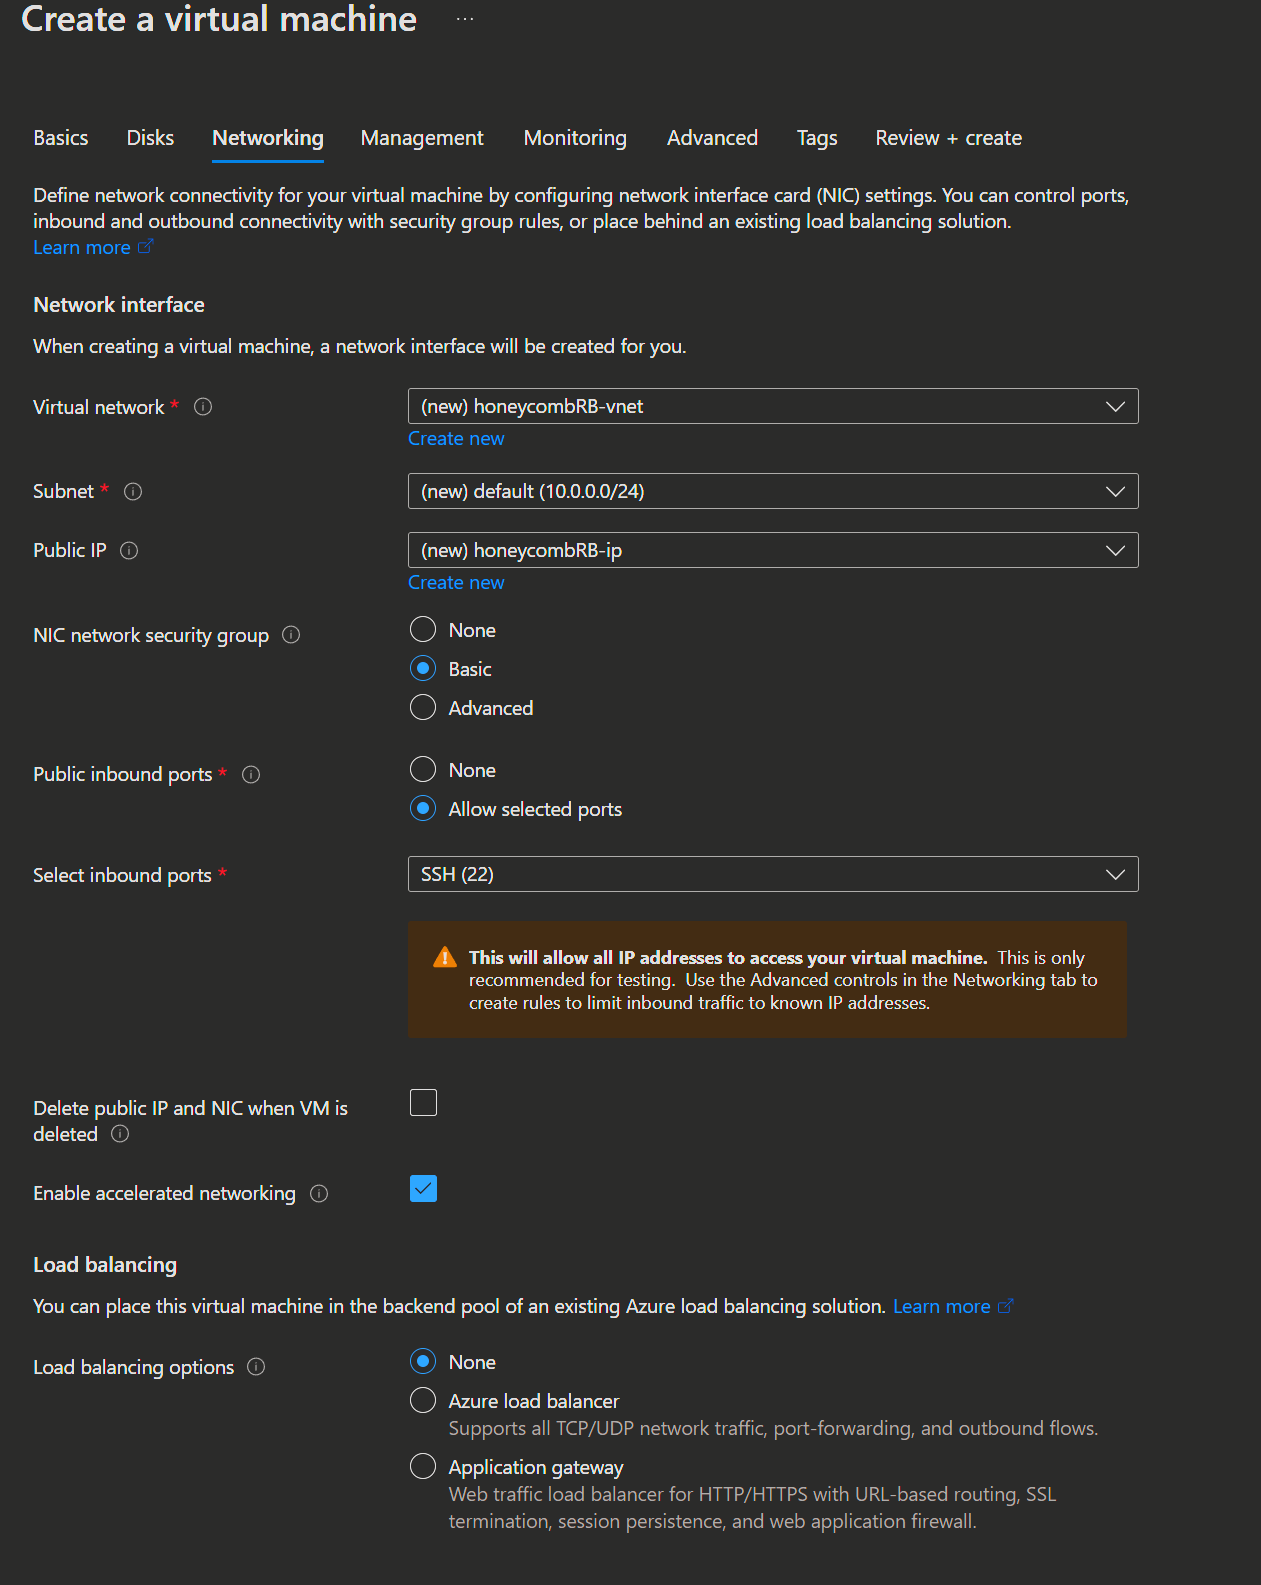 Create a virtual machine ...
Basics Disks Networking Management Monitoring Advanced Tags Review + create
Define network connectivity for your virtual machine by configuring network interface card (NIC) settings. You can control ports,
inbound and outbound connectivity with security group rules, or place behind an existing load balancing solution.
Learn more
Network interface
When creating a virtual machine, a network interface will be created for you.
Virtual network *
(new) honeycombRB-vnet
Create new
Subnet *
(new) default (10.0.0.0/24)
Public IP
(new) honeycombRB-ip
Create new
NIC network security group
None
Basic
Advanced
Public inbound ports *
None
Allow selected ports
Select inbound ports *
SSH (22)
This will allow all IP addresses to access your virtual machine. This is only
recommended for testing. Use the Advanced controls in the Networking tab to
create rules to limit inbound traffic to known IP addresses.
Delete public IP and NIC when VM is
deleted
Enable accelerated networking
Load balancing
You can place this virtual machine in the backend pool of an existing Azure load balancing solution. Learn more
Load balancing options
None
Azure load balancer
Supports all TCP/UDP network traffic, port-forwarding, and outbound flows.
Application gateway
Web traffic load balancer for HTTP/HTTPS with URL-based routing, SSL
termination, session persistence, and web application firewall.